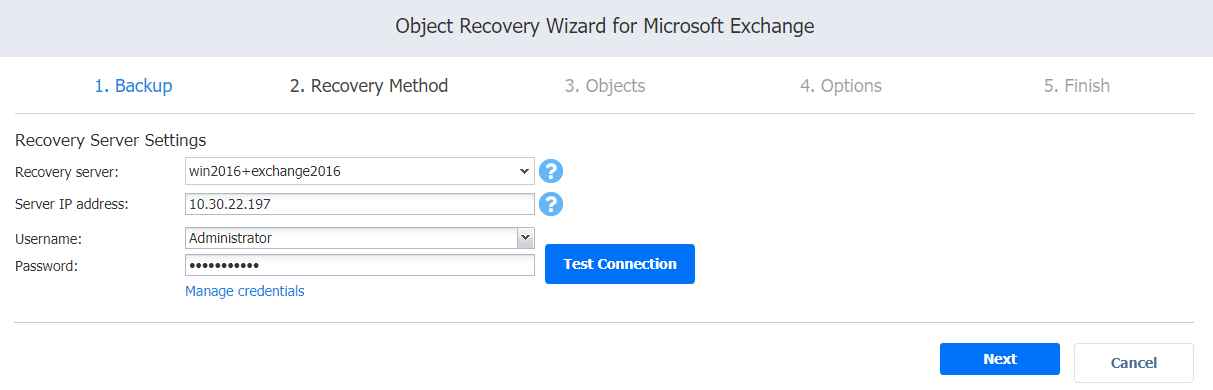 Object Recovery Wizard for Microsoft Exchange
1. Backup 2. Recovery Method 3. Objects 4. Options 5. Finish
Recovery Server Settings
Recovery server: win2016+exchange2016 ?
Server IP address: 10.30.22.197 ?
Username: Administrator
Password: •••••••••••
Test Connection
Manage credentials
Next Cancel